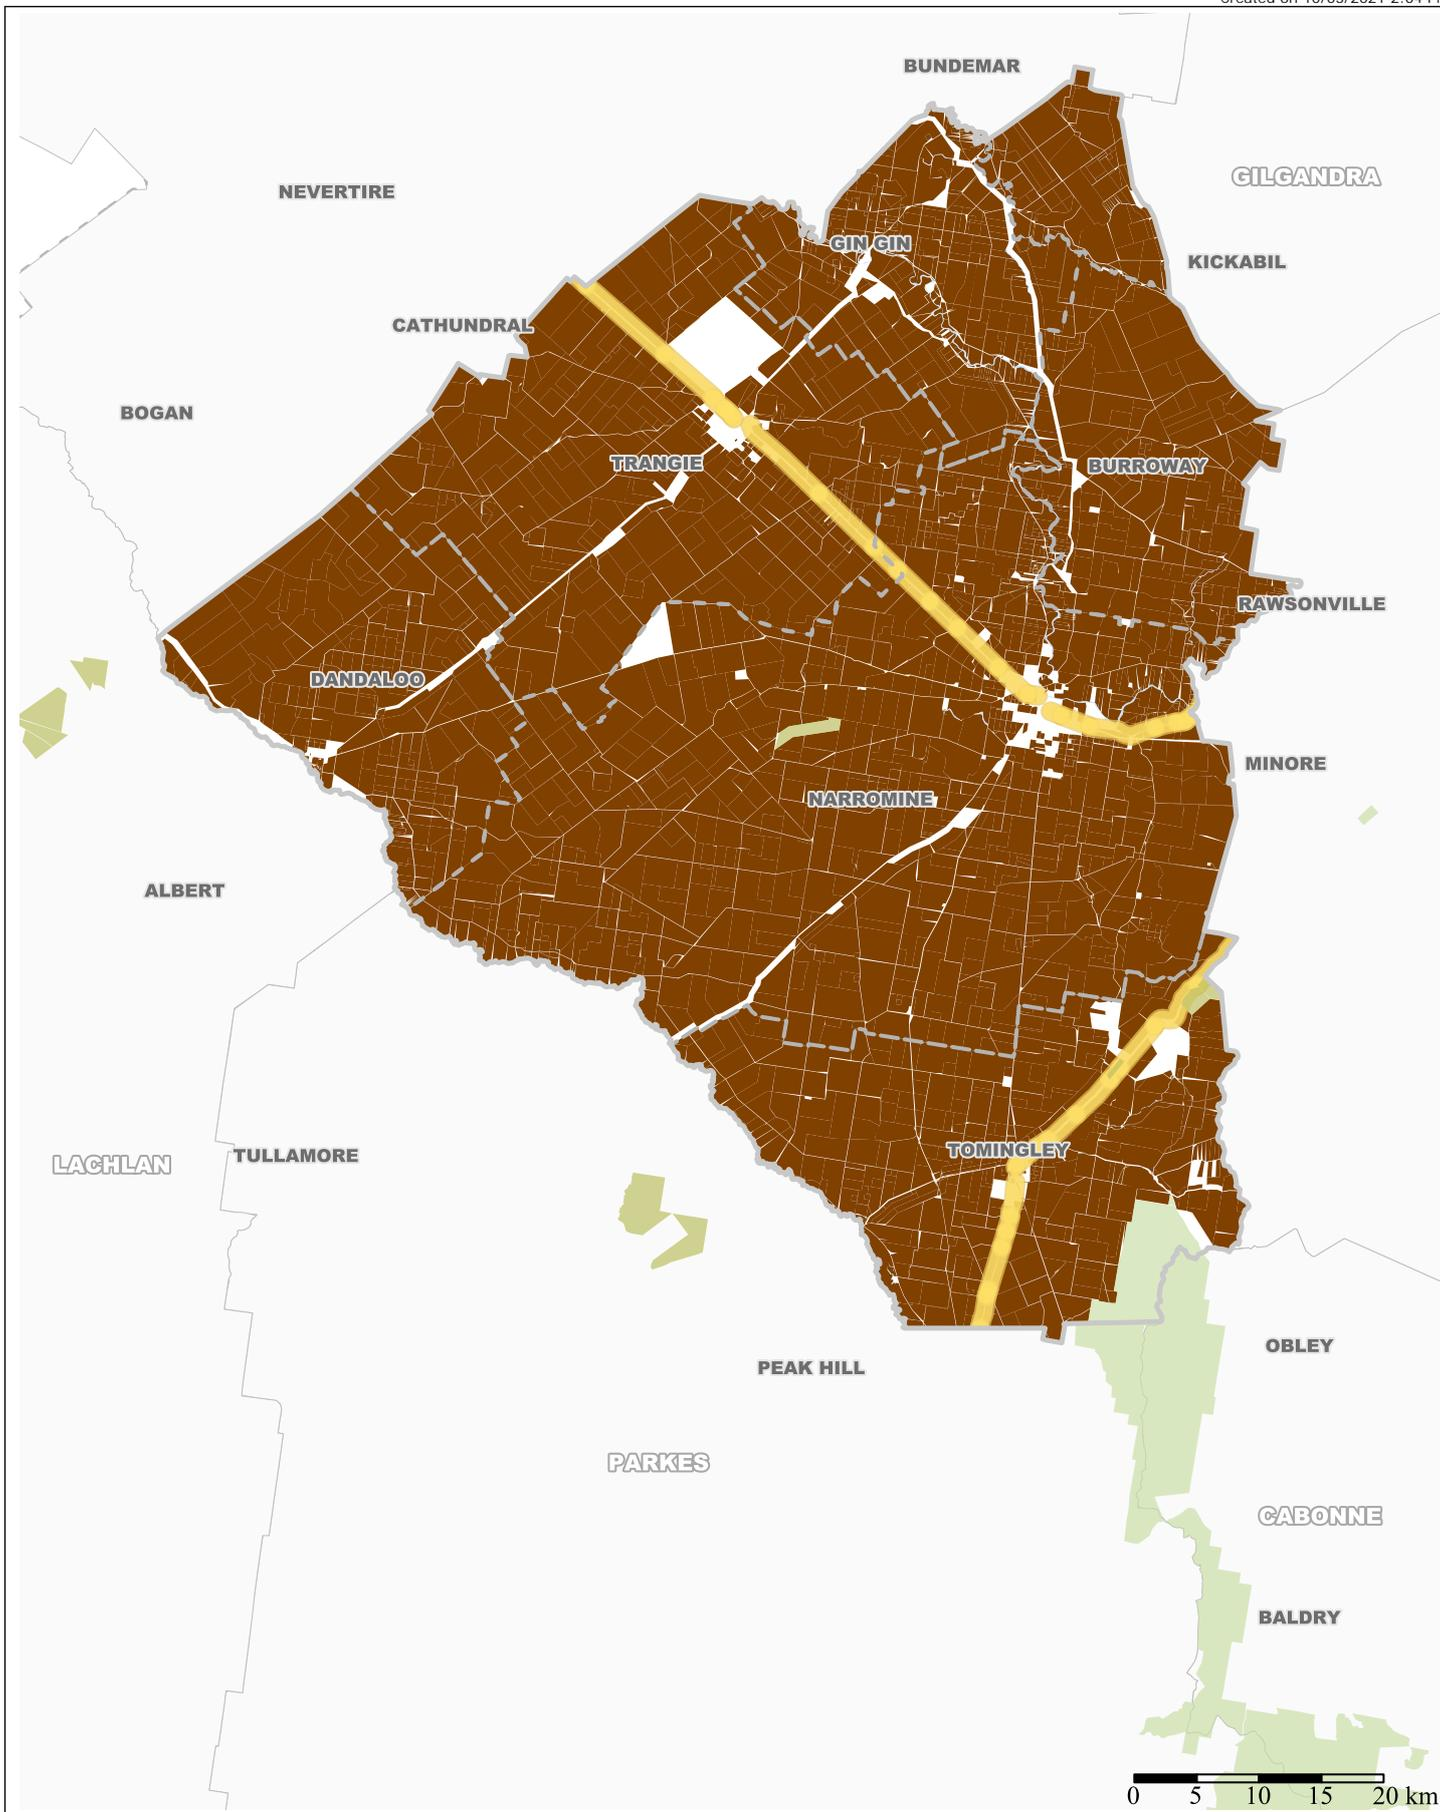 BUNDEMAR
GILGANDRA
NEVERTIRE
GIN GIN
KICKABIL
CATHUNDRAL
BOGAN
TRANGIE
BURROWAY
RAWSONVILLE
DANDALOO
MINORE
NARROMINE
ALBERT
TOMINGLEY
TULLAMORE
LACHLAN
OBLEY
PEAK HILL
PARKES
CABONNE
BALDRY
0 5 10 15 20 km